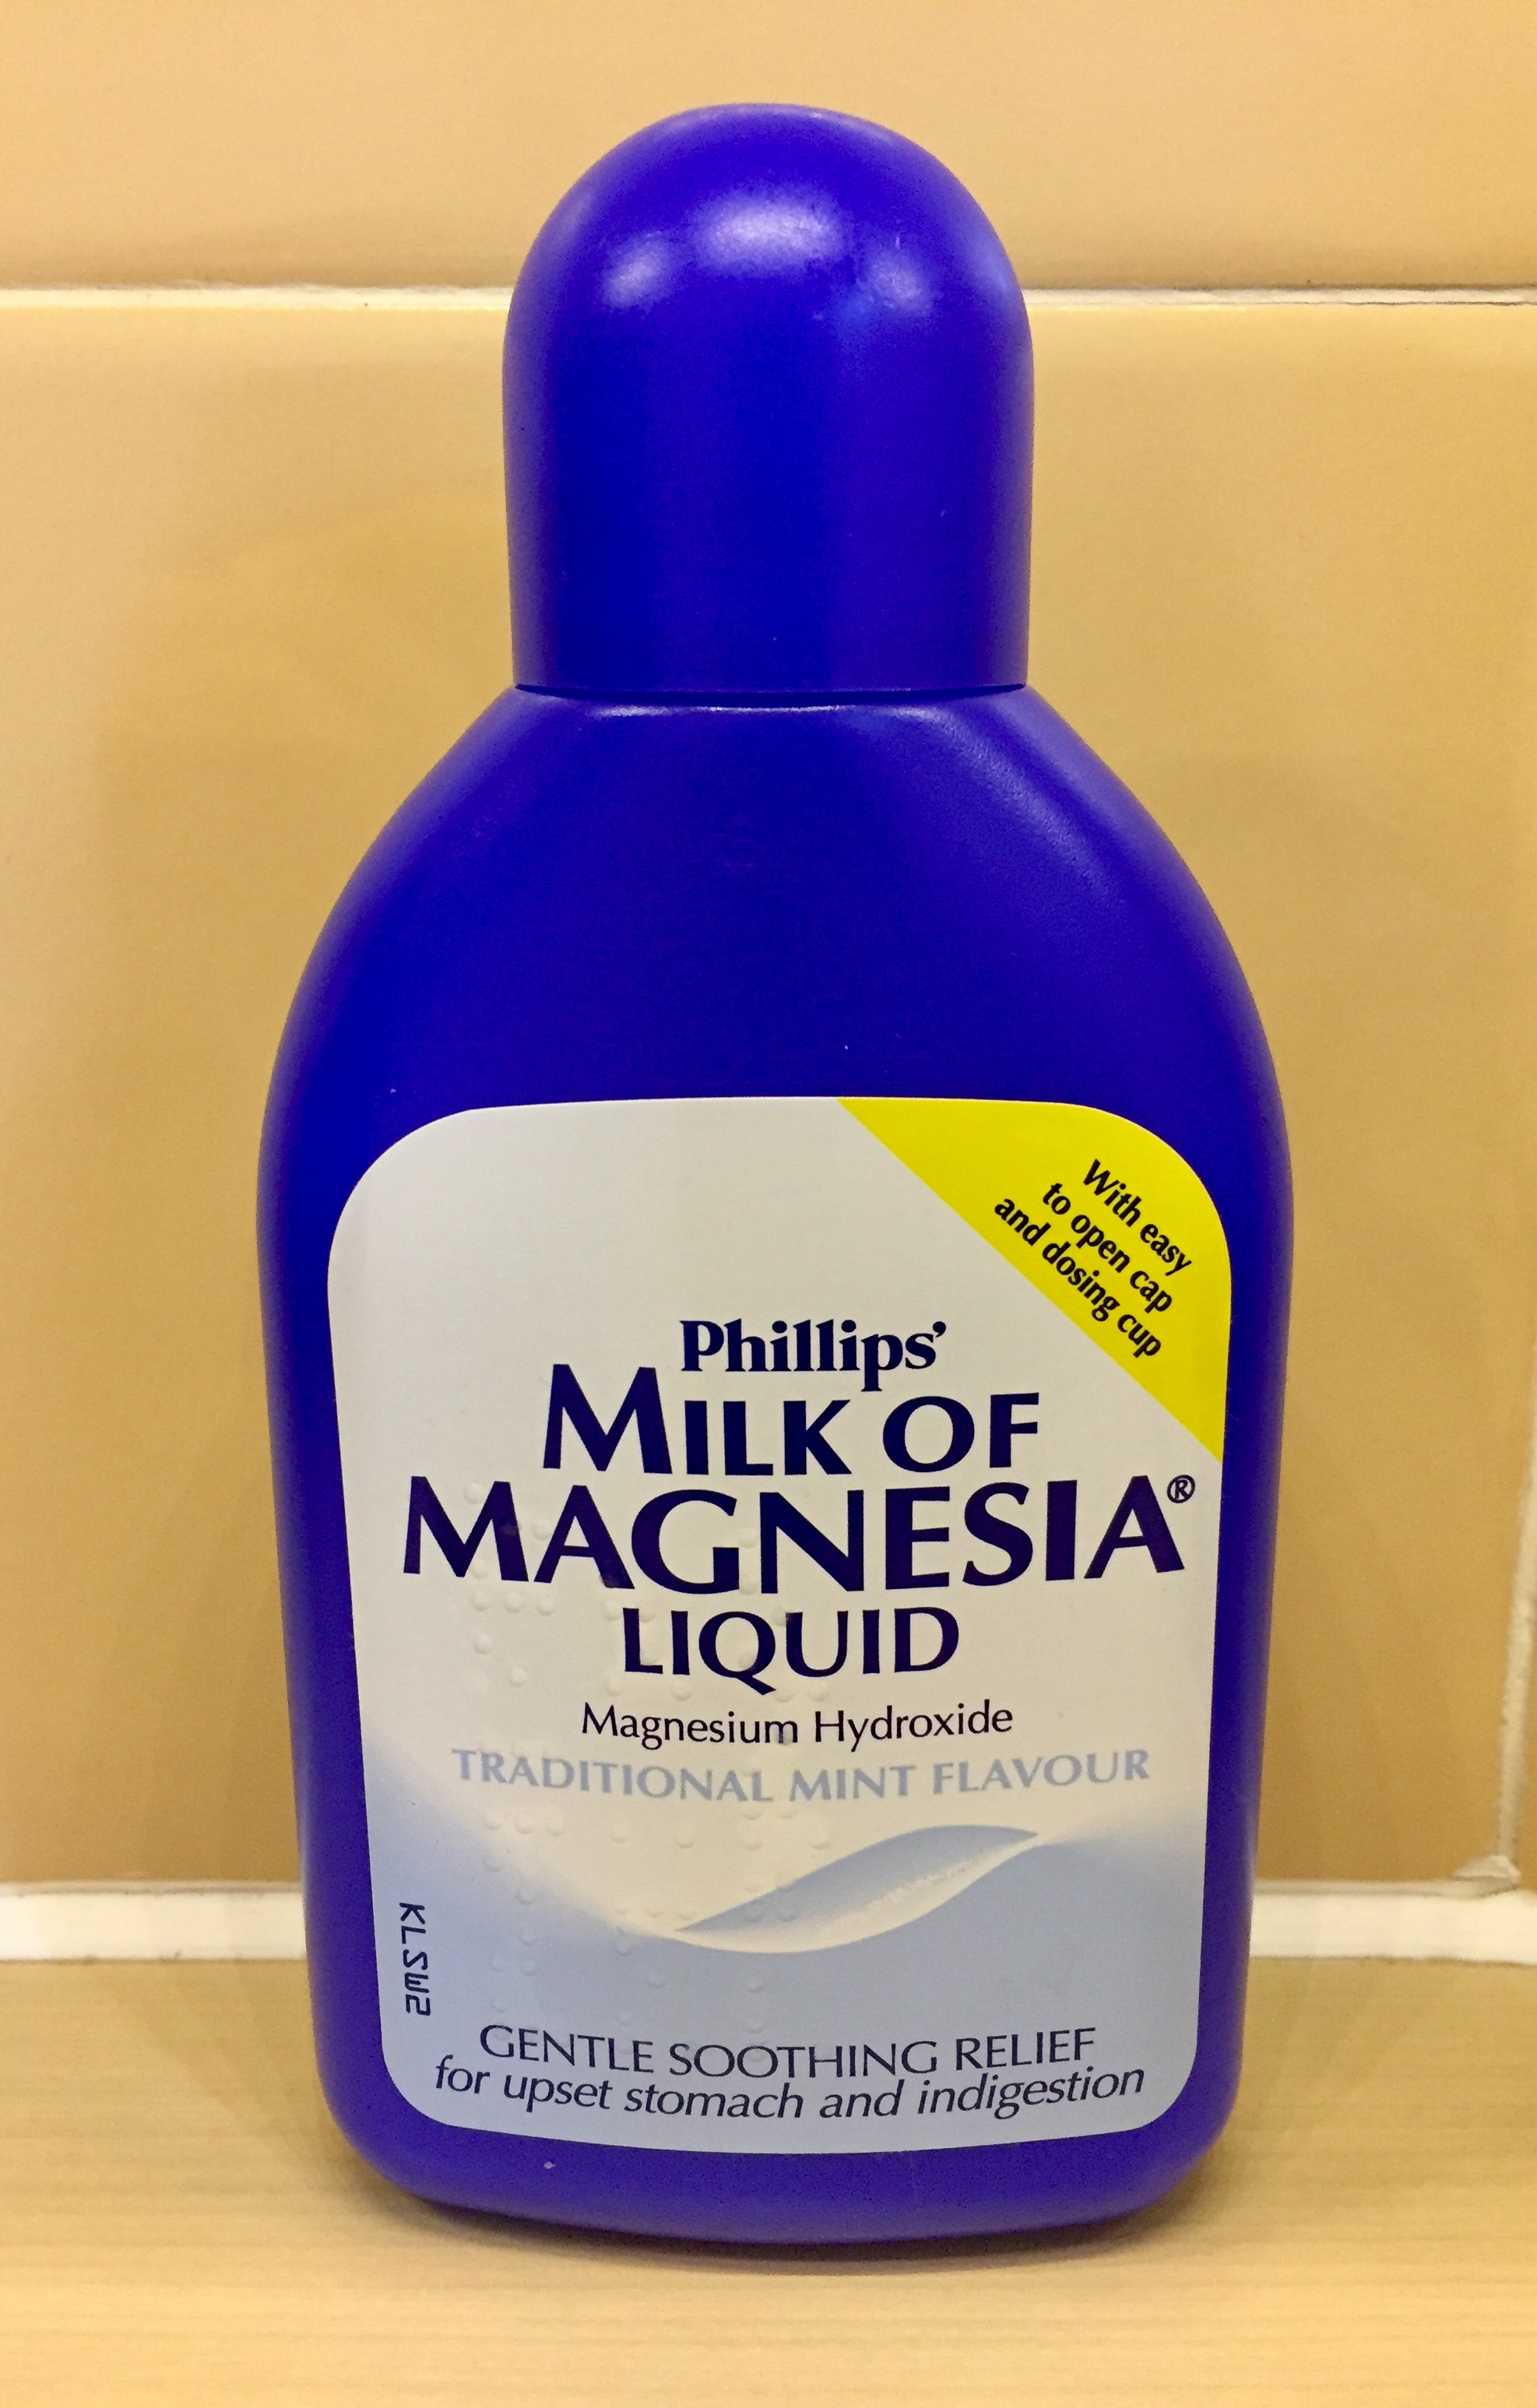 With easy
to open cap
and dosing cup
Phillips’
MILK OF
MAGNESIA®
LIQUID
Magnesium Hydroxide
TRADITIONAL MINT FLAVOUR
GENTLE SOOTHING RELIEF
for upset stomach and indigestion